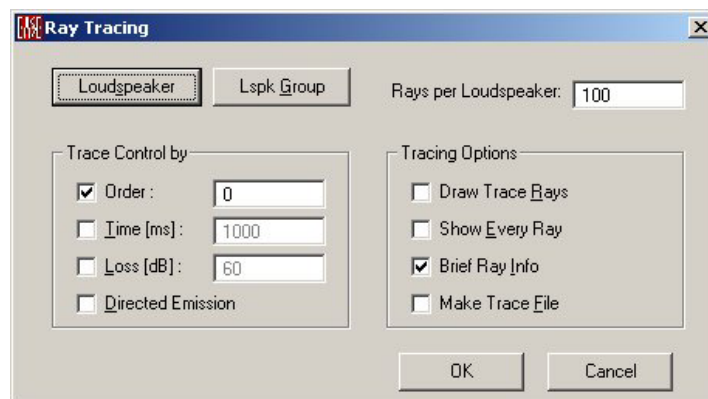 EASE Ray Tracing
Loudspeaker Lspk Group Rays per Loudspeaker: 100
Trace Control by
Order : 0
Time [ms] : 1000
Loss [dB] : 60
Directed Emission
Tracing Options
Draw Trace Rays
Show Every Ray
Brief Ray Info
Make Trace File
OK Cancel